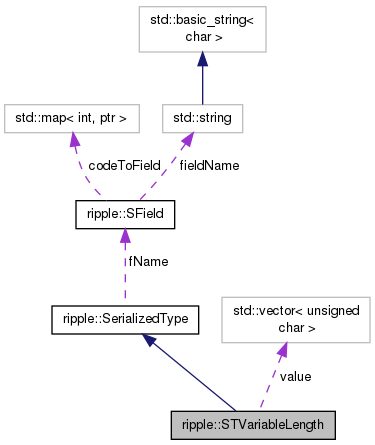 std::basic_string<
char >
std::map< int, ptr >
std::string
codeToField
fieldName
ripple::SField
fName
std::vector< unsigned
char >
ripple::SerializedType
value
ripple::STVariableLength